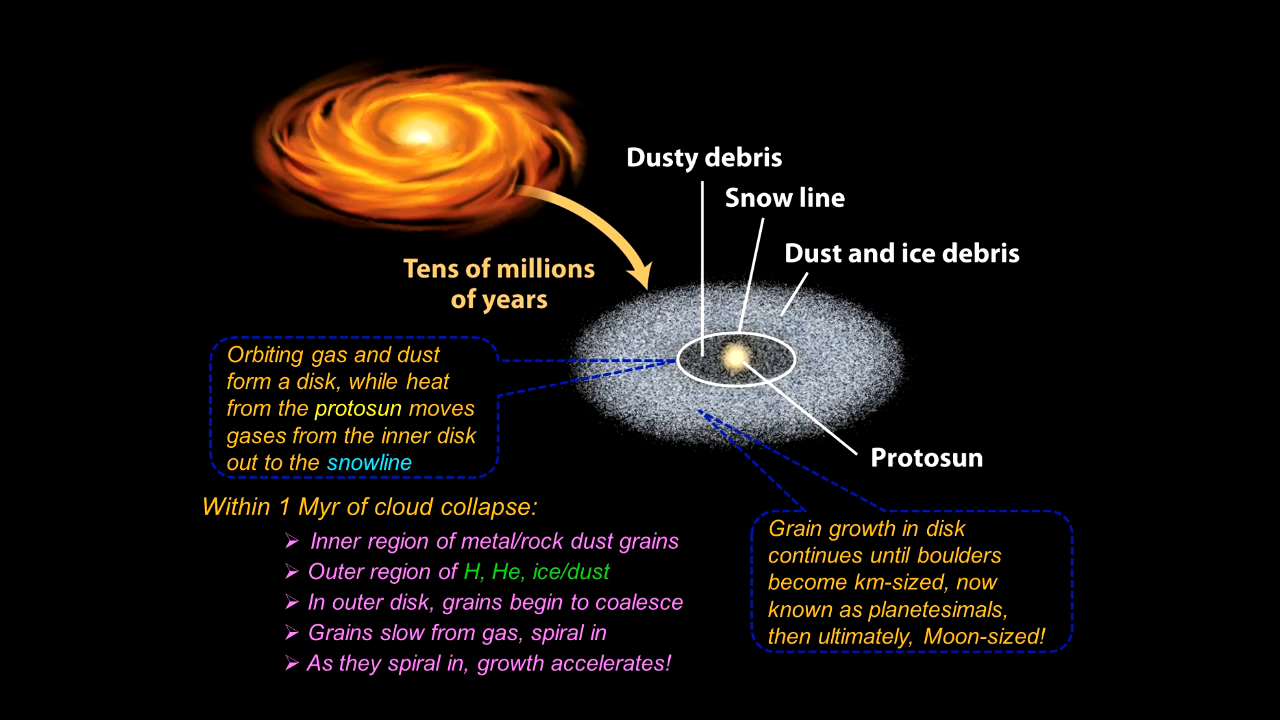 Dusty debris
Snow line
Dust and ice debris
Tens of millions
of years
Protosun
Orbiting gas and dust
form a disk, while heat
from the protosun moves
gases from the inner disk
out to the snowline
Within 1 Myr of cloud collapse:
➢ Inner region of metal/rock dust grains
➢ Outer region of H, He, ice/dust
➢ In outer disk, grains begin to coalesce
➢ Grains slow from gas, spiral in
➢ As they spiral in, growth accelerates!
Grain growth in disk
continues until boulders
become km-sized, now
known as planetesimals,
then ultimately, Moon-sized!